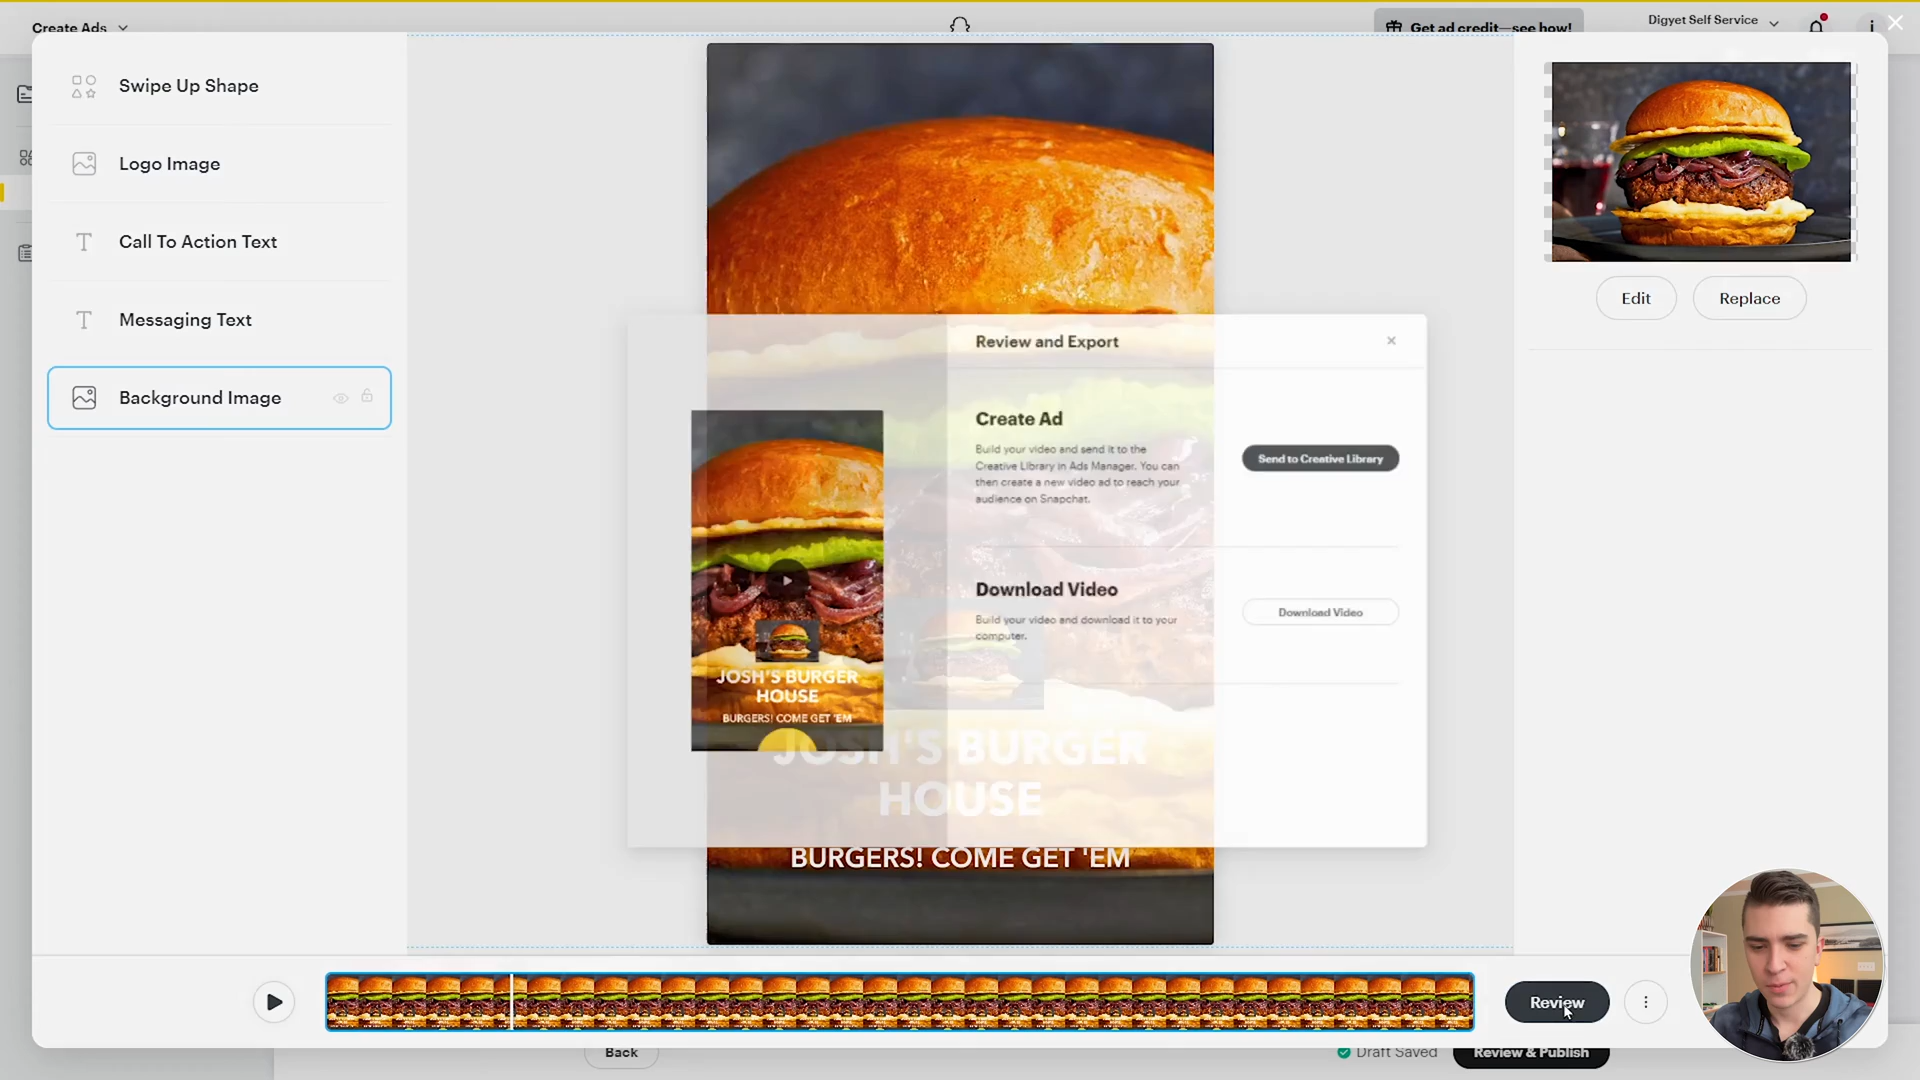 Create Ads
Get ad credit—see how!
Digyet Self Service
Swipe Up Shape
Logo Image
Call To Action Text
Messaging Text
Background Image
Edit
Replace
Review and Export
Create Ad
Build your video and send it to the
Creative Library in Ads Manager. You can
then create a new video ad to reach your
audience on Snapchat.
Send to Creative Library
Download Video
Build your video and download it to your
computer.
Download Video
JOSH'S BURGER
HOUSE
BURGERS! COME GET 'EM
JOSH'S BURGER
HOUSE
BURGERS! COME GET 'EM
Review
Back
Draft Saved
Review & Publish